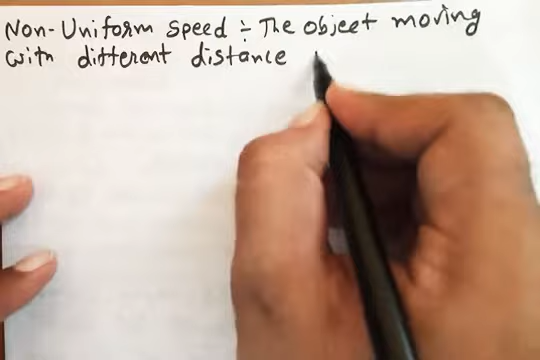 Non-Uniform speed ÷ The object moving
with different distance